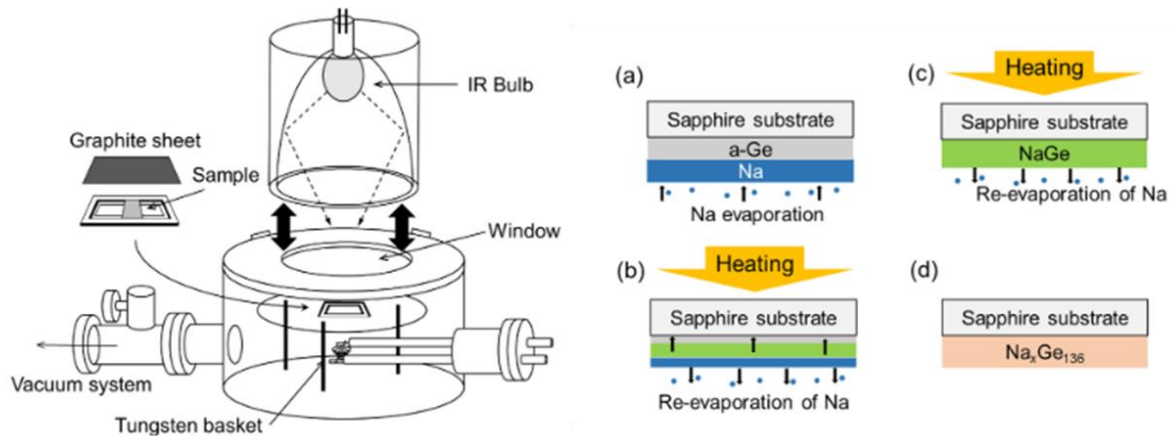 IR Bulb
Graphite sheet
Sample
Window
Vacuum system
Tungsten basket
(a)
Sapphire substrate
a-Ge
Na
Na evaporation
(b)
Heating
Sapphire substrate
Re-evaporation of Na
(c)
Heating
Sapphire substrate
NaGe
Re-evaporation of Na
(d)
Sapphire substrate
NaₓGe₁₃₆